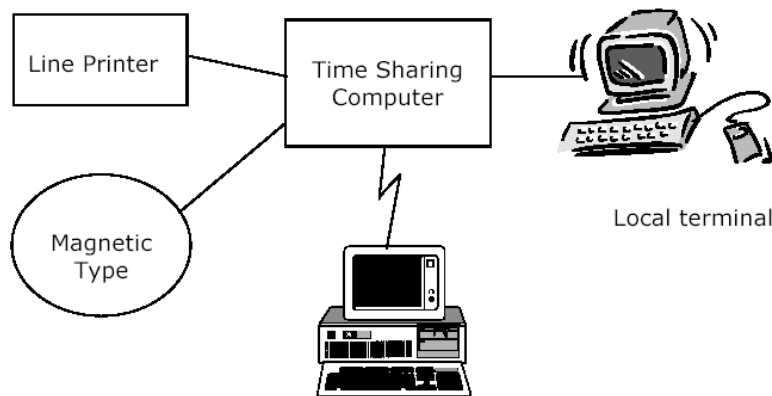 Line Printer
Time Sharing
Computer
Magnetic
Type
Local terminal